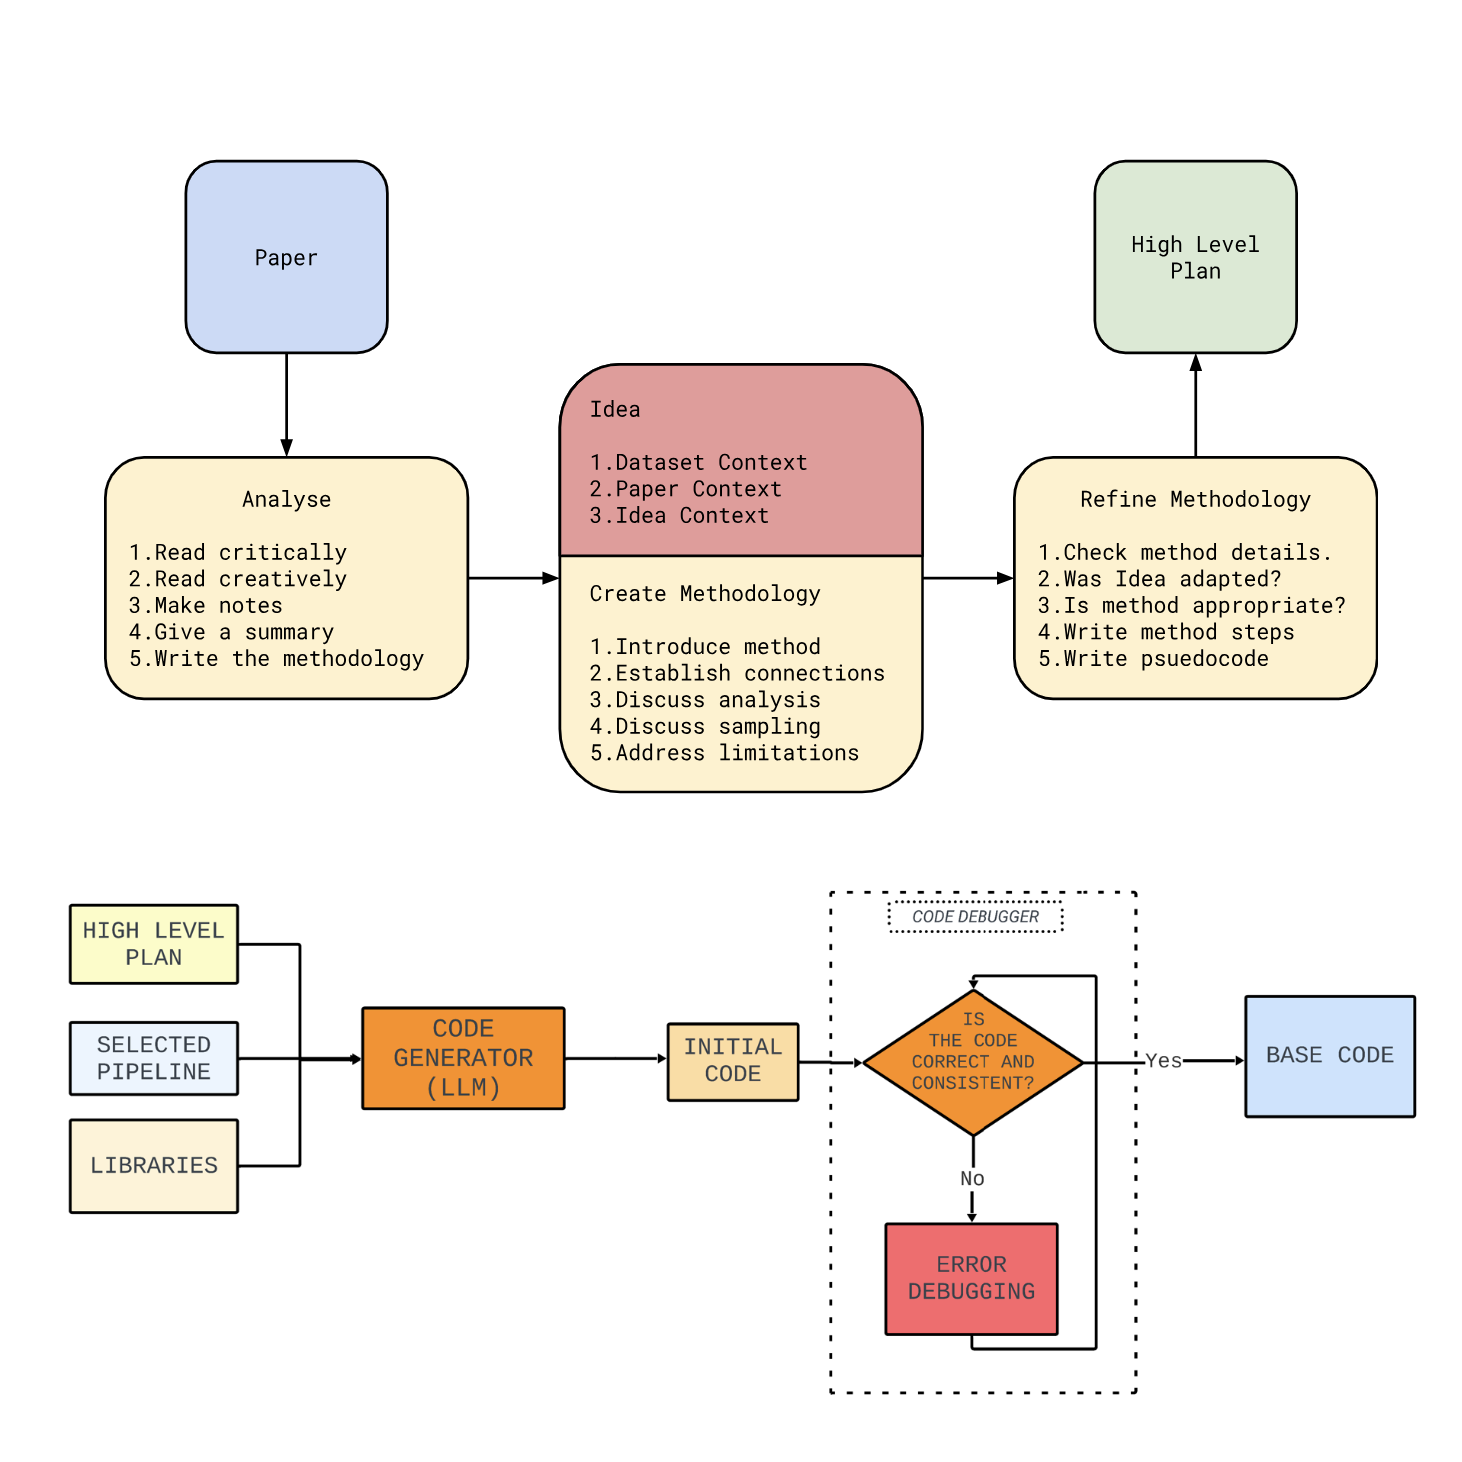 Paper
High Level
Plan
Idea
1.Dataset Context
2.Paper Context
3.Idea Context
Analyse
1.Read critically
2.Read creatively
3.Make notes
4.Give a summary
5.Write the methodology
Create Methodology
1.Introduce method
2.Establish connections
3.Discuss analysis
4.Discuss sampling
5.Address limitations
Refine Methodology
1.Check method details.
2.Was Idea adapted?
3.Is method appropriate?
4.Write method steps
5.Write psuedocode
HIGH LEVEL
PLAN
SELECTED
PIPELINE
LIBRARIES
CODE
GENERATOR
(LLM)
INITIAL
CODE
CODE DEBUGGER
IS
THE CODE
CORRECT AND
CONSISTENT?
Yes
No
ERROR
DEBUGGING
BASE CODE